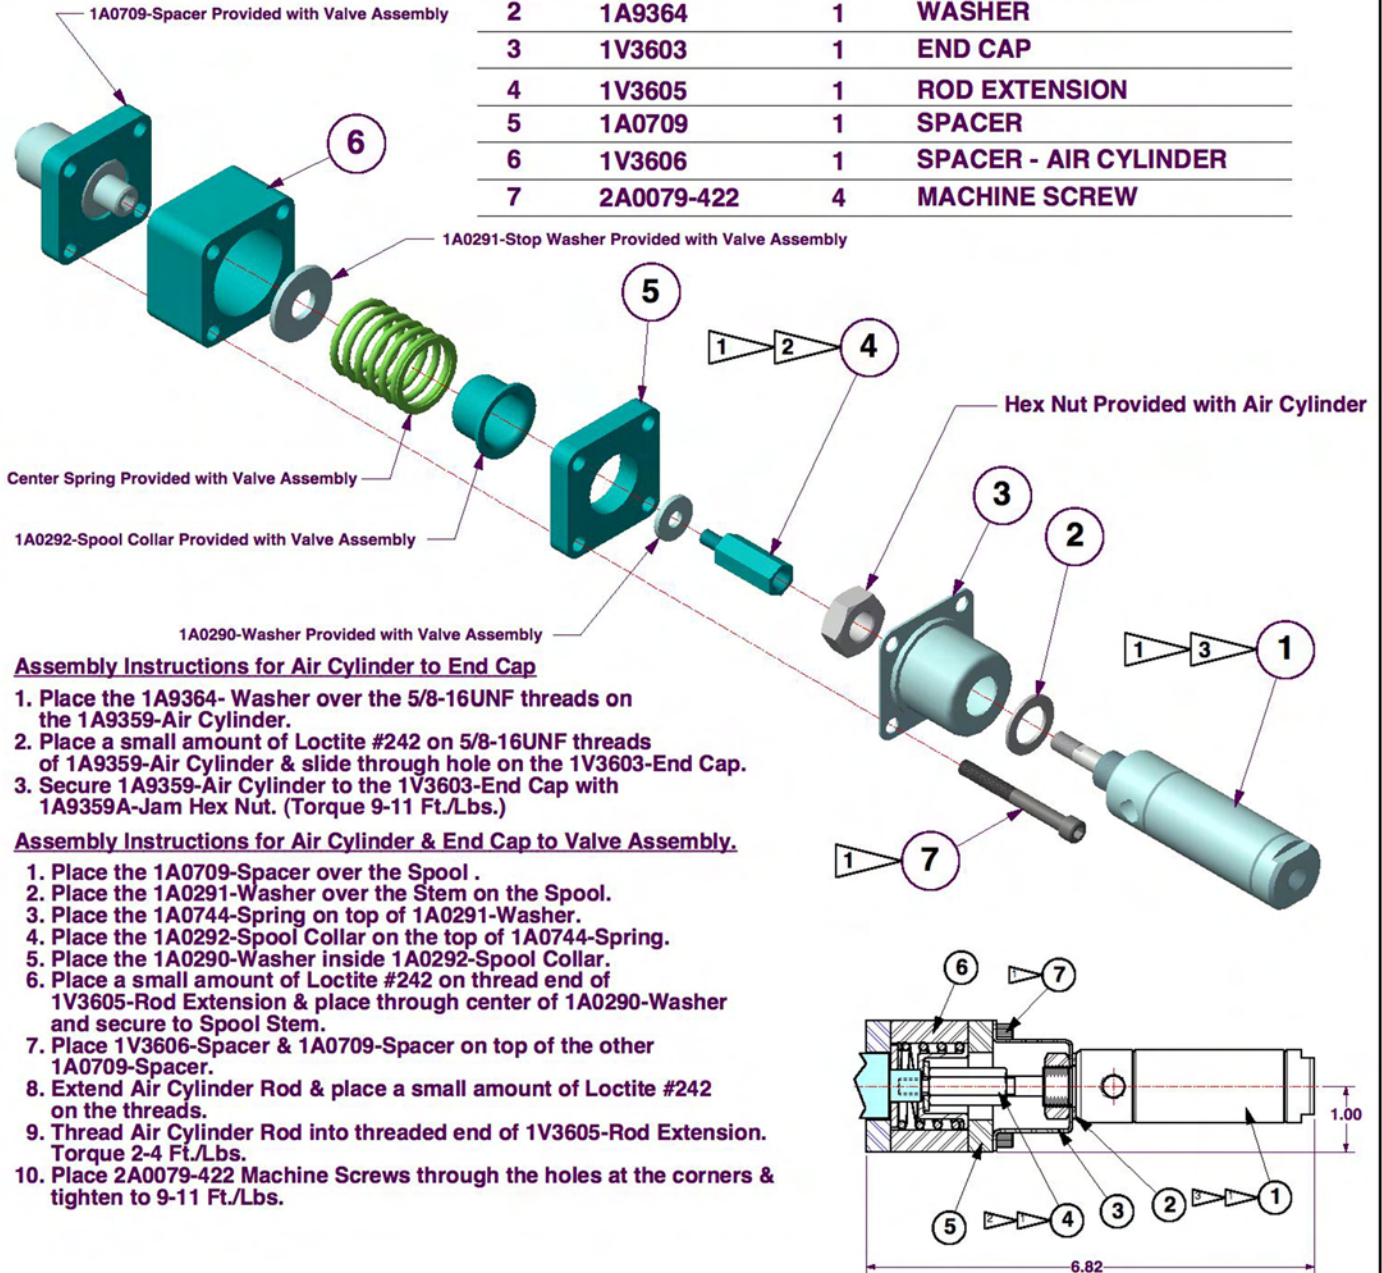 1A0709-Spacer Provided with Valve Assembly
2 1A9364 1 WASHER
3 1V3603 1 END CAP
4 1V3605 1 ROD EXTENSION
5 1A0709 1 SPACER
6 1V3606 1 SPACER - AIR CYLINDER
7 2A0079-422 4 MACHINE SCREW
6
1A0291-Stop Washer Provided with Valve Assembly
5
1 2 4
Hex Nut Provided with Air Cylinder
Center Spring Provided with Valve Assembly
3
2
1A0292-Spool Collar Provided with Valve Assembly
1A0290-Washer Provided with Valve Assembly
1 3 1
1 7
Assembly Instructions for Air Cylinder to End Cap
1. Place the 1A9364- Washer over the 5/8-16UNF threads on
the 1A9359-Air Cylinder.
2. Place a small amount of Loctite #242 on 5/8-16UNF threads
of 1A9359-Air Cylinder & slide through hole on the 1V3603-End Cap.
3. Secure 1A9359-Air Cylinder to the 1V3603-End Cap with
1A9359A-Jam Hex Nut. (Torque 9-11 Ft./Lbs.)
Assembly Instructions for Air Cylinder & End Cap to Valve Assembly.
1. Place the 1A0709-Spacer over the Spool .
2. Place the 1A0291-Washer over the Stem on the Spool.
3. Place the 1A0744-Spring on top of 1A0291-Washer.
4. Place the 1A0292-Spool Collar on the top of 1A0744-Spring.
5. Place the 1A0290-Washer inside 1A0292-Spool Collar.
6. Place a small amount of Loctite #242 on thread end of
1V3605-Rod Extension & place through center of 1A0290-Washer
and secure to Spool Stem.
7. Place 1V3606-Spacer & 1A0709-Spacer on top of the other
1A0709-Spacer.
8. Extend Air Cylinder Rod & place a small amount of Loctite #242
on the threads.
9. Thread Air Cylinder Rod into threaded end of 1V3605-Rod Extension.
Torque 2-4 Ft./Lbs.
10. Place 2A0079-422 Machine Screws through the holes at the corners &
tighten to 9-11 Ft./Lbs.
6 1 7
1.00
5 2 1 4 3 2 3 1 1
6.82